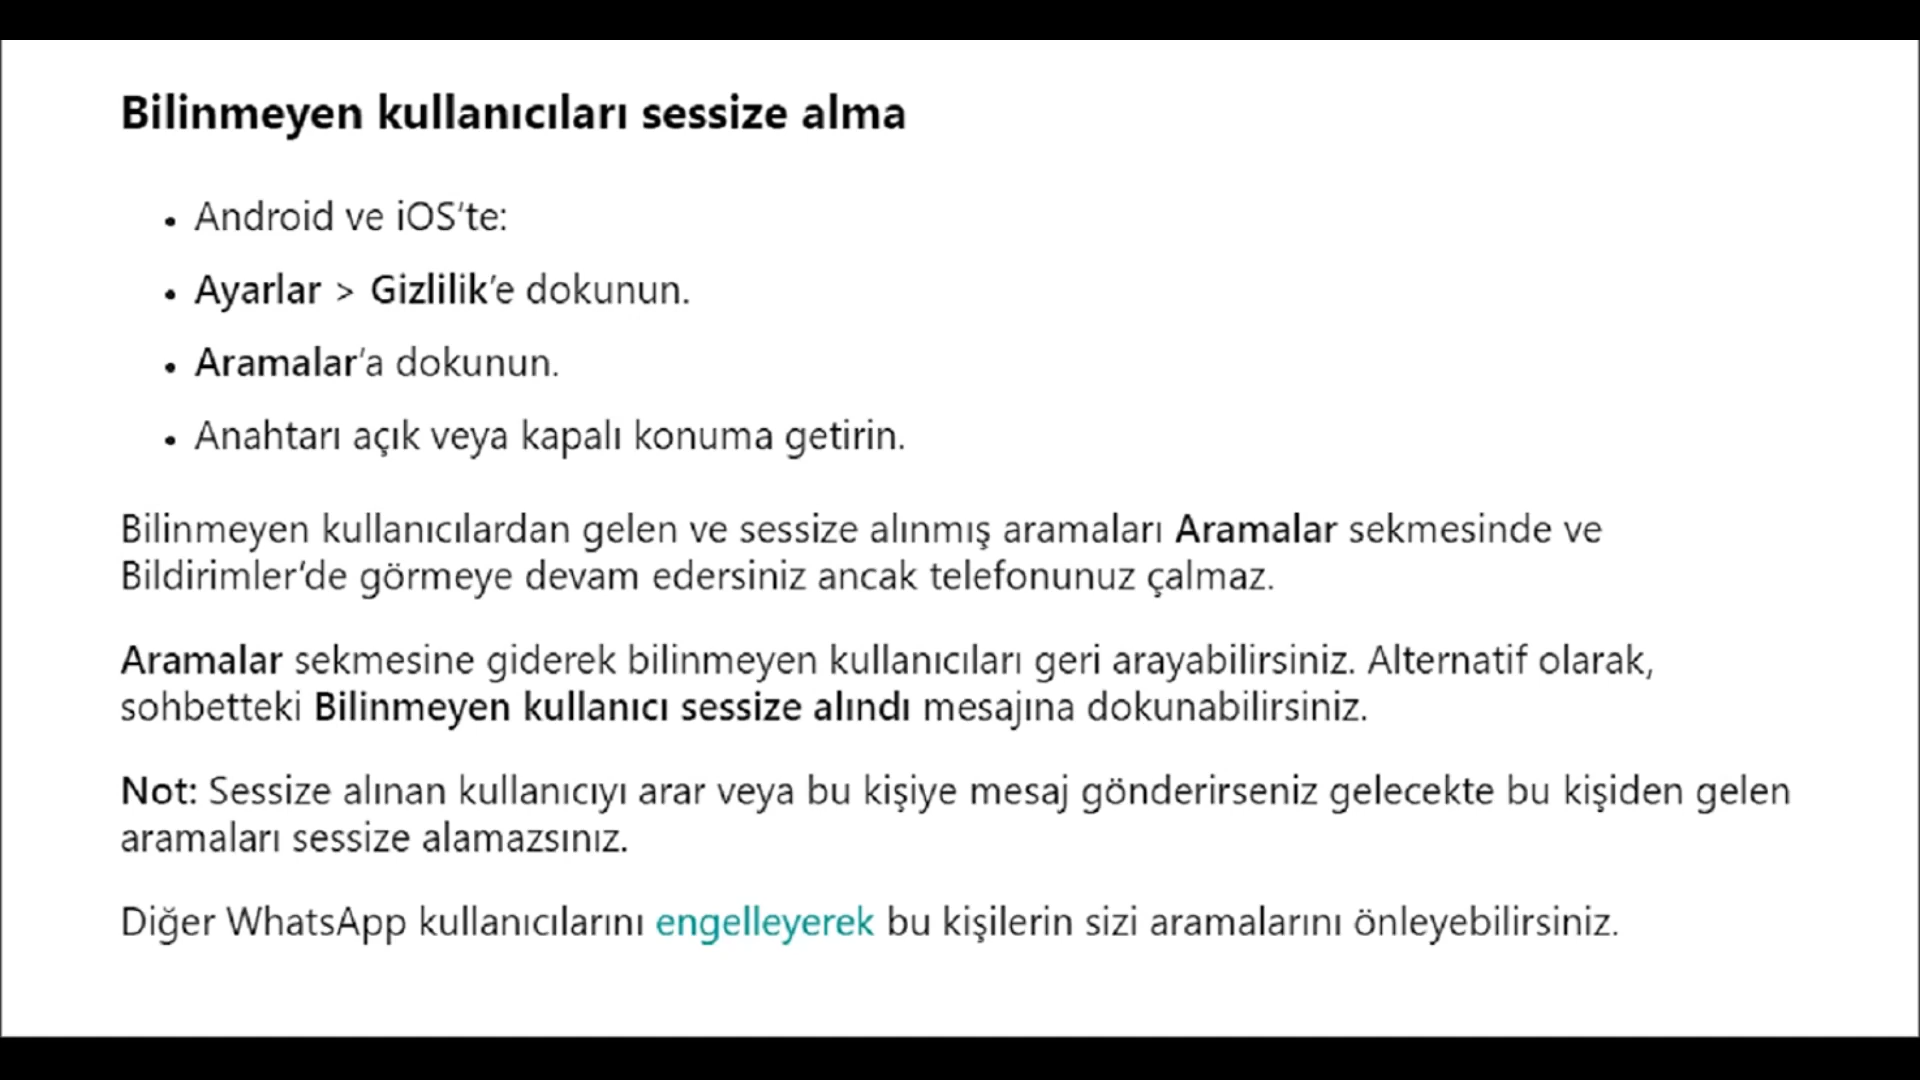 Bilinmeyen kullanıcıları sessize alma
• Android ve iOS'te:
• Ayarlar > Gizlilik'e dokunun.
• Aramalar'a dokunun.
• Anahtarı açık veya kapalı konuma getirin.
Bilinmeyen kullanıcılardan gelen ve sessize alınmış aramaları Aramalar sekmesinde ve
Bildirimler'de görmeye devam edersiniz ancak telefonunuz çalmaz.
Aramalar sekmesine giderek bilinmeyen kullanıcıları geri arayabilirsiniz. Alternatif olarak,
sohbetteki Bilinmeyen kullanıcı sessize alındı mesajına dokunabilirsiniz.
Not: Sessize alınan kullanıcıyı arar veya bu kişiye mesaj gönderirseniz gelecekte bu kişiden gelen
aramaları sessize alamazsınız.
Diğer WhatsApp kullanıcılarını engelleyerek bu kişilerin sizi aramalarını önleyebilirsiniz.